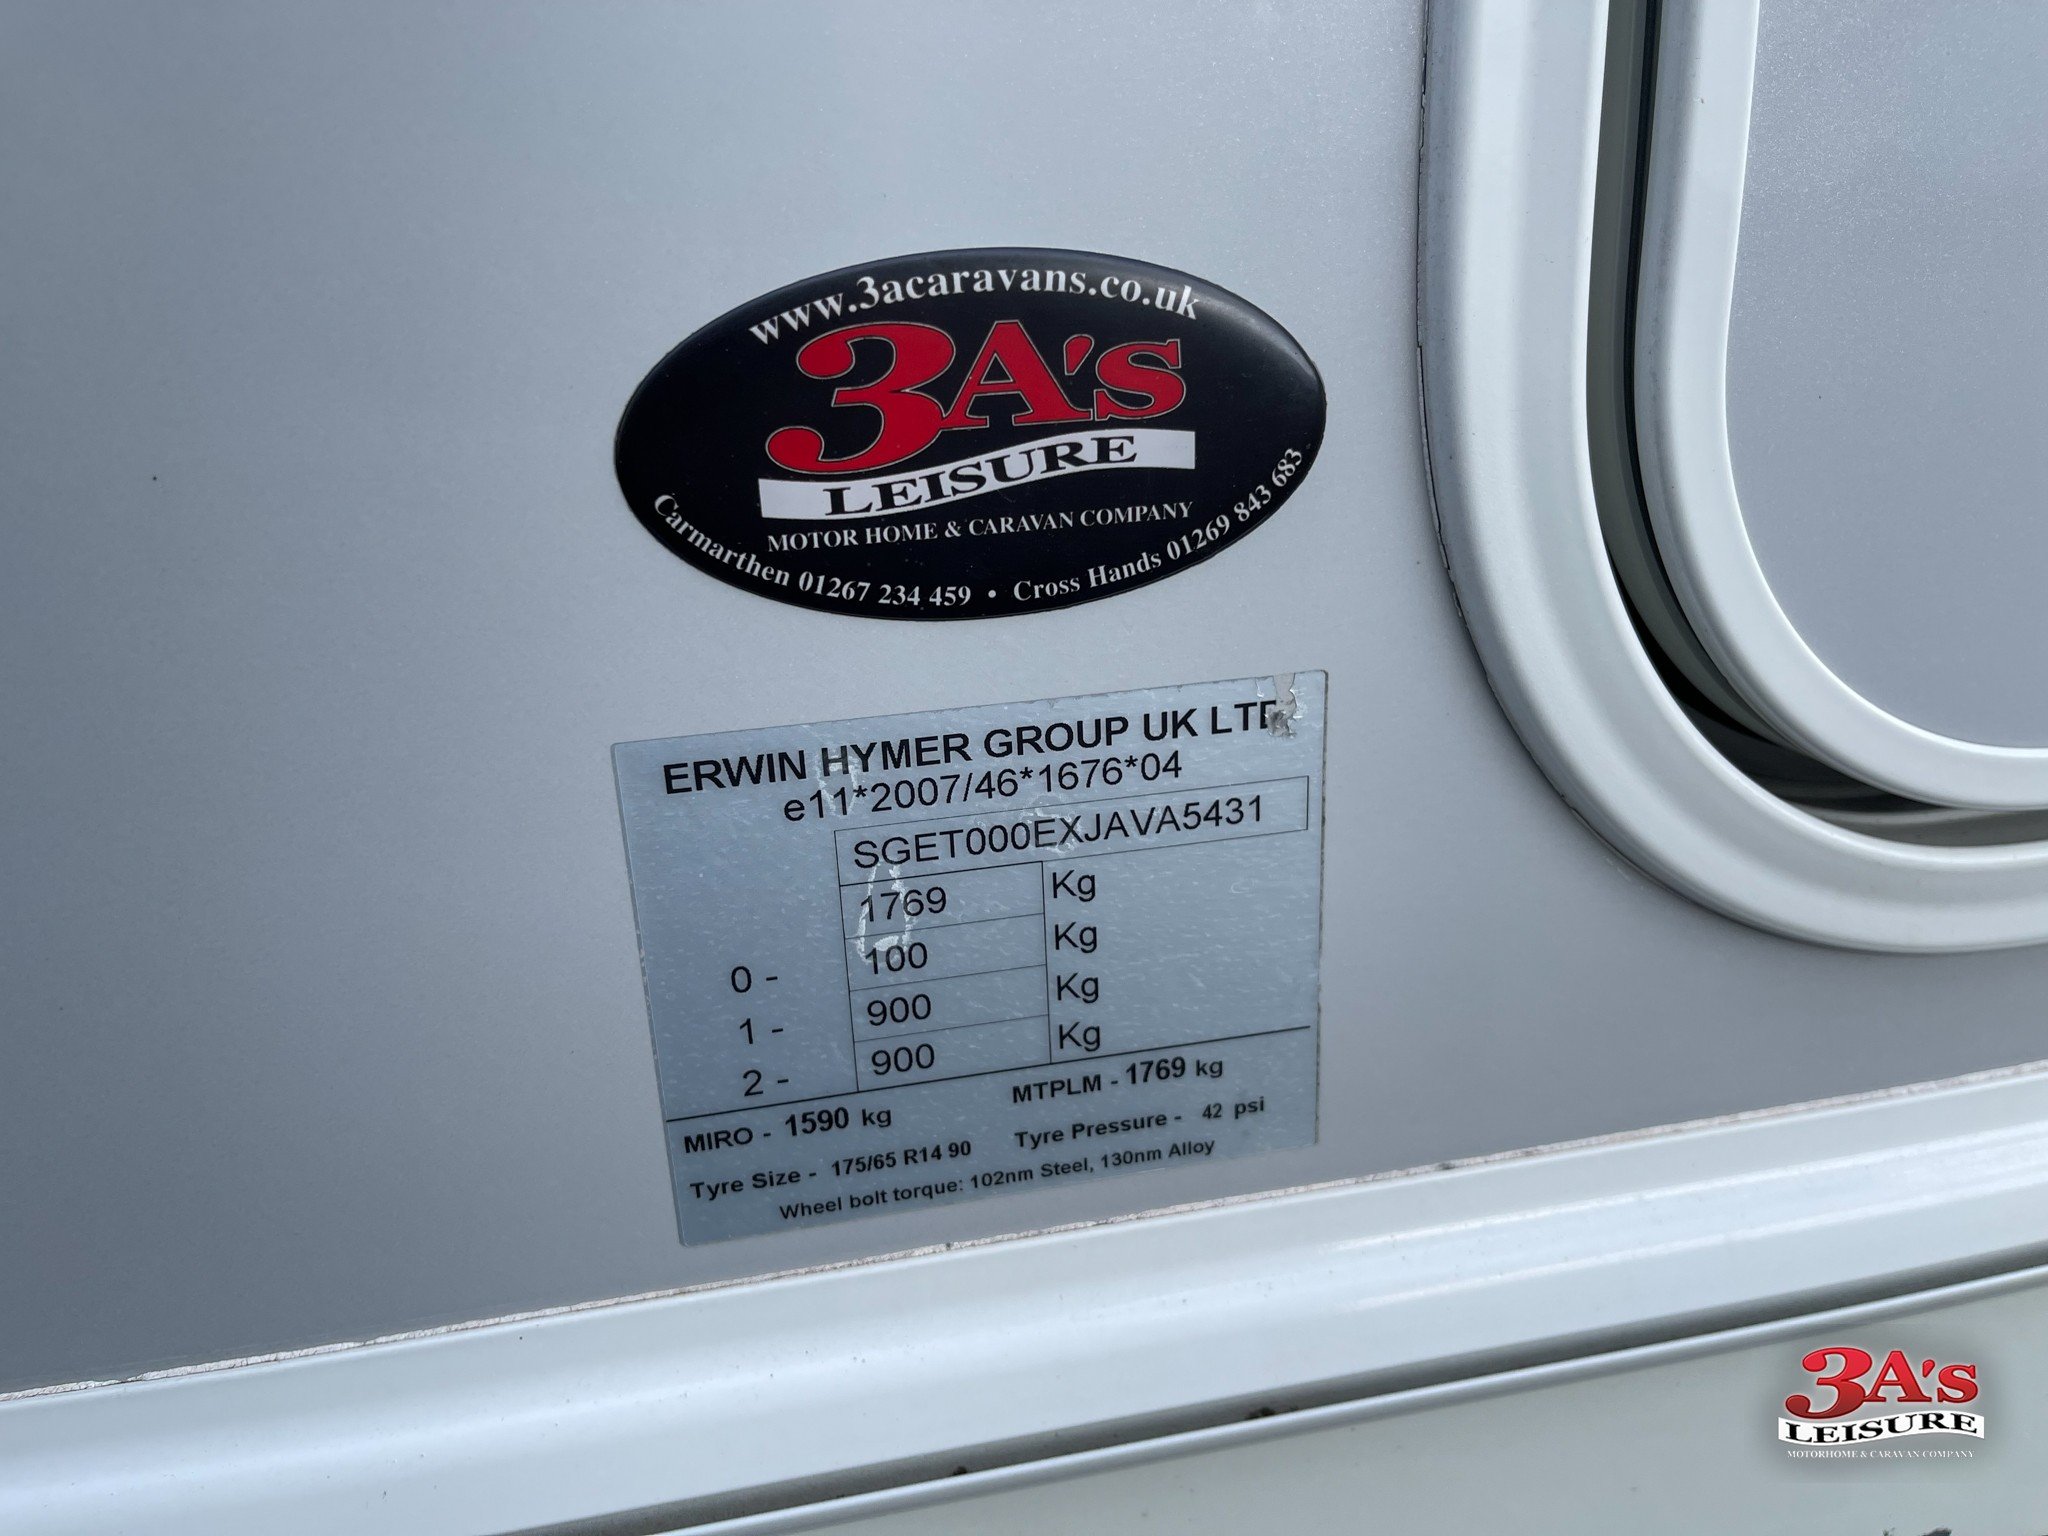 www.3acaravans.co.uk
3A's
LEISURE
MOTOR HOME & CARAVAN COMPANY
Carmarthen 01267 234 459 • Cross Hands 01269 843 683
ERWIN HYMER GROUP UK LTD
e11*2007/46*1676*04
SGET000EXJAVA5431
1769 Kg
0 - 100 Kg
1 - 900 Kg
2 - 900 Kg
MIRO - 1590 kg MTPLM - 1769 kg
Tyre Size - 175/65 R14 90 Tyre Pressure - 42 psi
Wheel bolt torque: 102nm Steel, 130nm Alloy
3A's
LEISURE
MOTORHOME & CARAVAN COMPANY